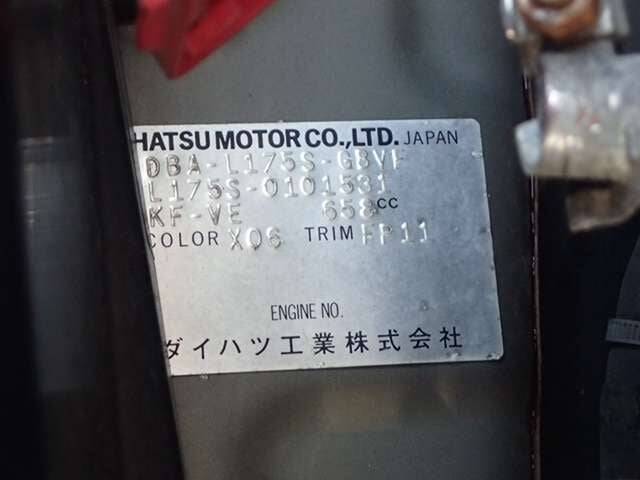 HATSU MOTOR CO.,LTD. JAPAN
DBA-L175S-GBVF
L175S-0101531
KF-VE 658CC
COLOR X06 TRIM FP11
ENGINE NO.
ダイハツ工業株式会社